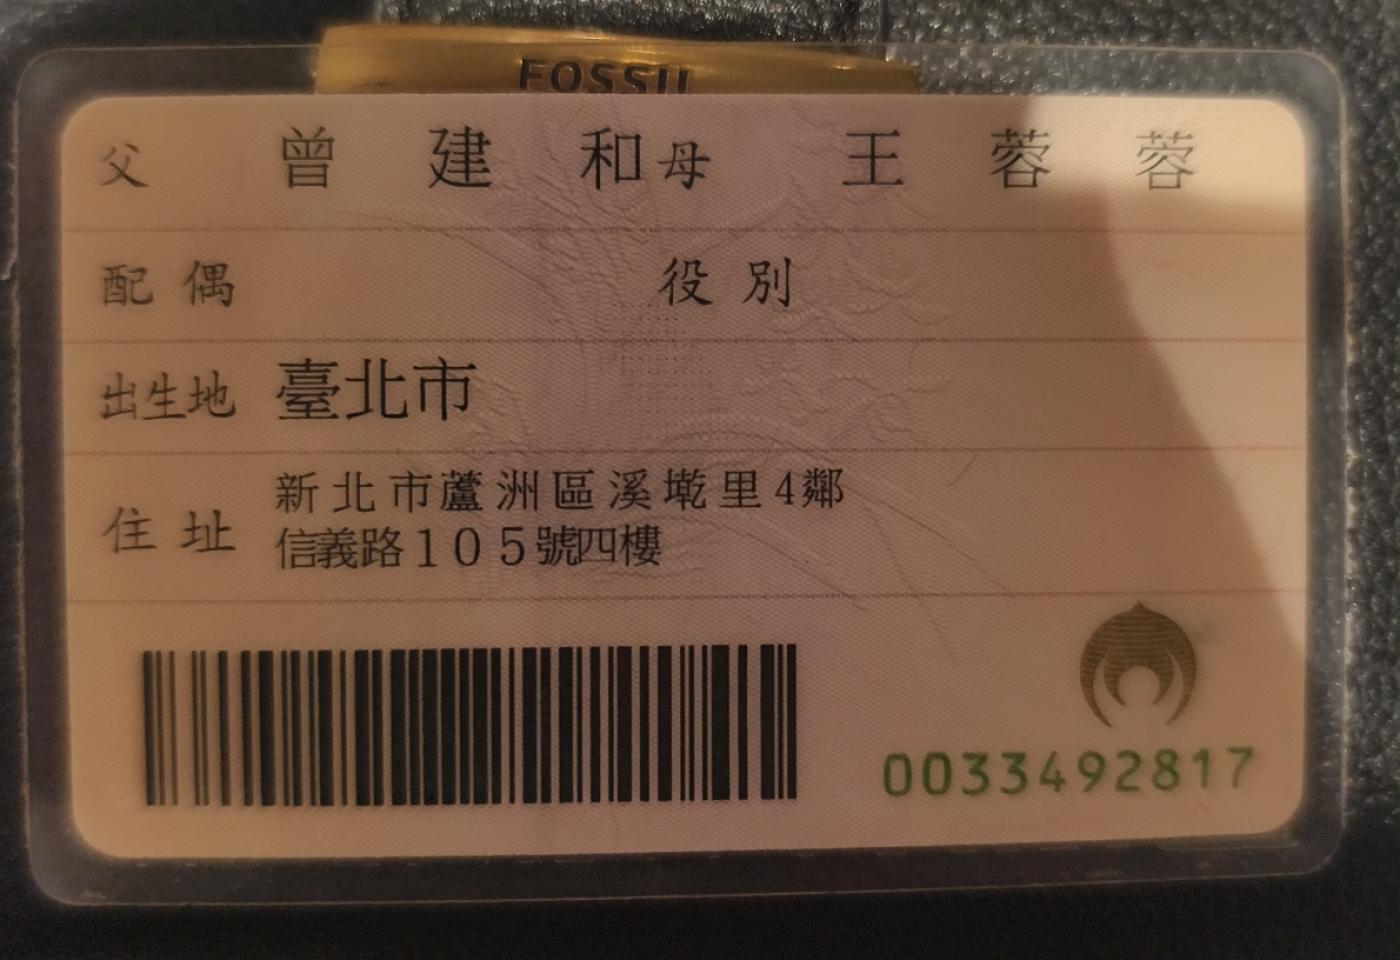 FOSSIL
父 曾建和 母 王蓉蓉
配偶 役別
出生地 臺北市
住址 新北市蘆洲區溪墘里4鄰
信義路105號四樓
0033492817